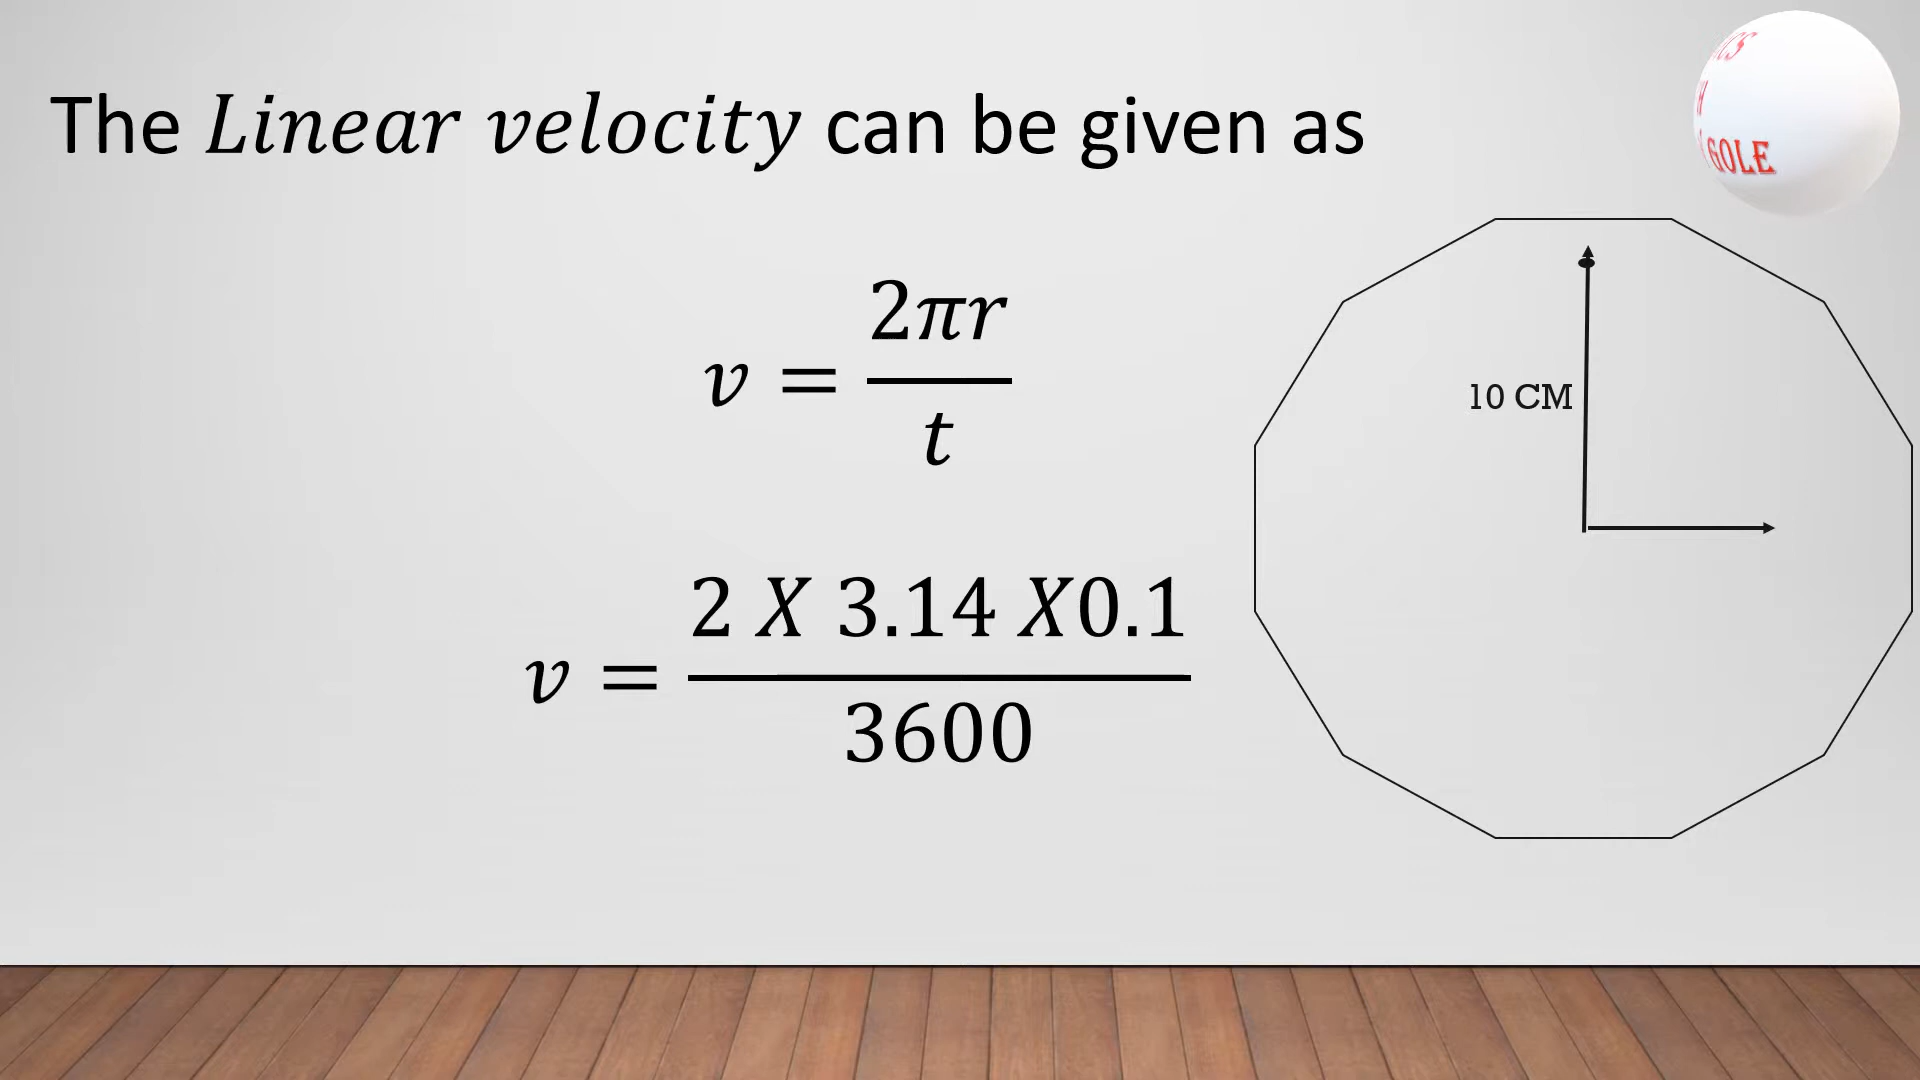 The Linear velocity can be given as
v = 2πr / t
10 CM
v = 2 X 3.14 X0.1 / 3600
GOLE